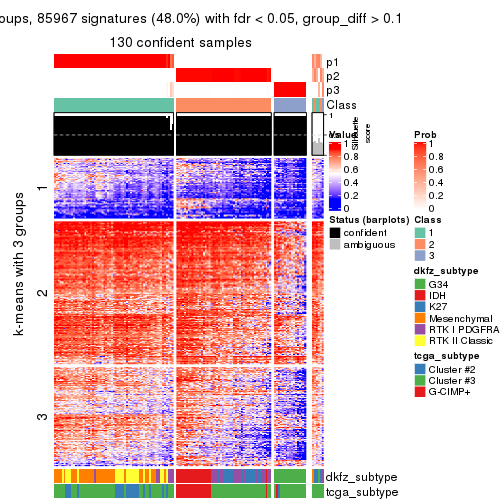 oups, 85967 signatures (48.0%) with fdr < 0.05, group_diff > 0.1
130 confident samples
p1
p2
p3
Class
1
Silhouette
score
k-means with 3 groups
1
2
3
Value
1
0.8
0.6
0.4
0.2
0
Prob
1
0.8
0.6
0.4
0.2
0
Status (barplots)
confident
ambiguous
Class
1
2
3
dkfz_subtype
G34
IDH
K27
Mesenchymal
RTK I PDGFRA
RTK II Classic
tcga_subtype
Cluster #2
Cluster #3
G-CIMP+
dkfz_subtype
tcga_subtype